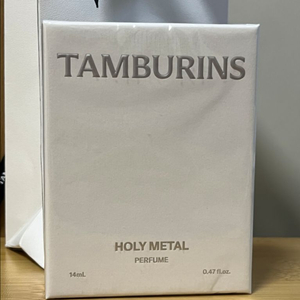 TAMBURINS
HOLY METAL
PERFUME
14mL
0.47 fl.oz.